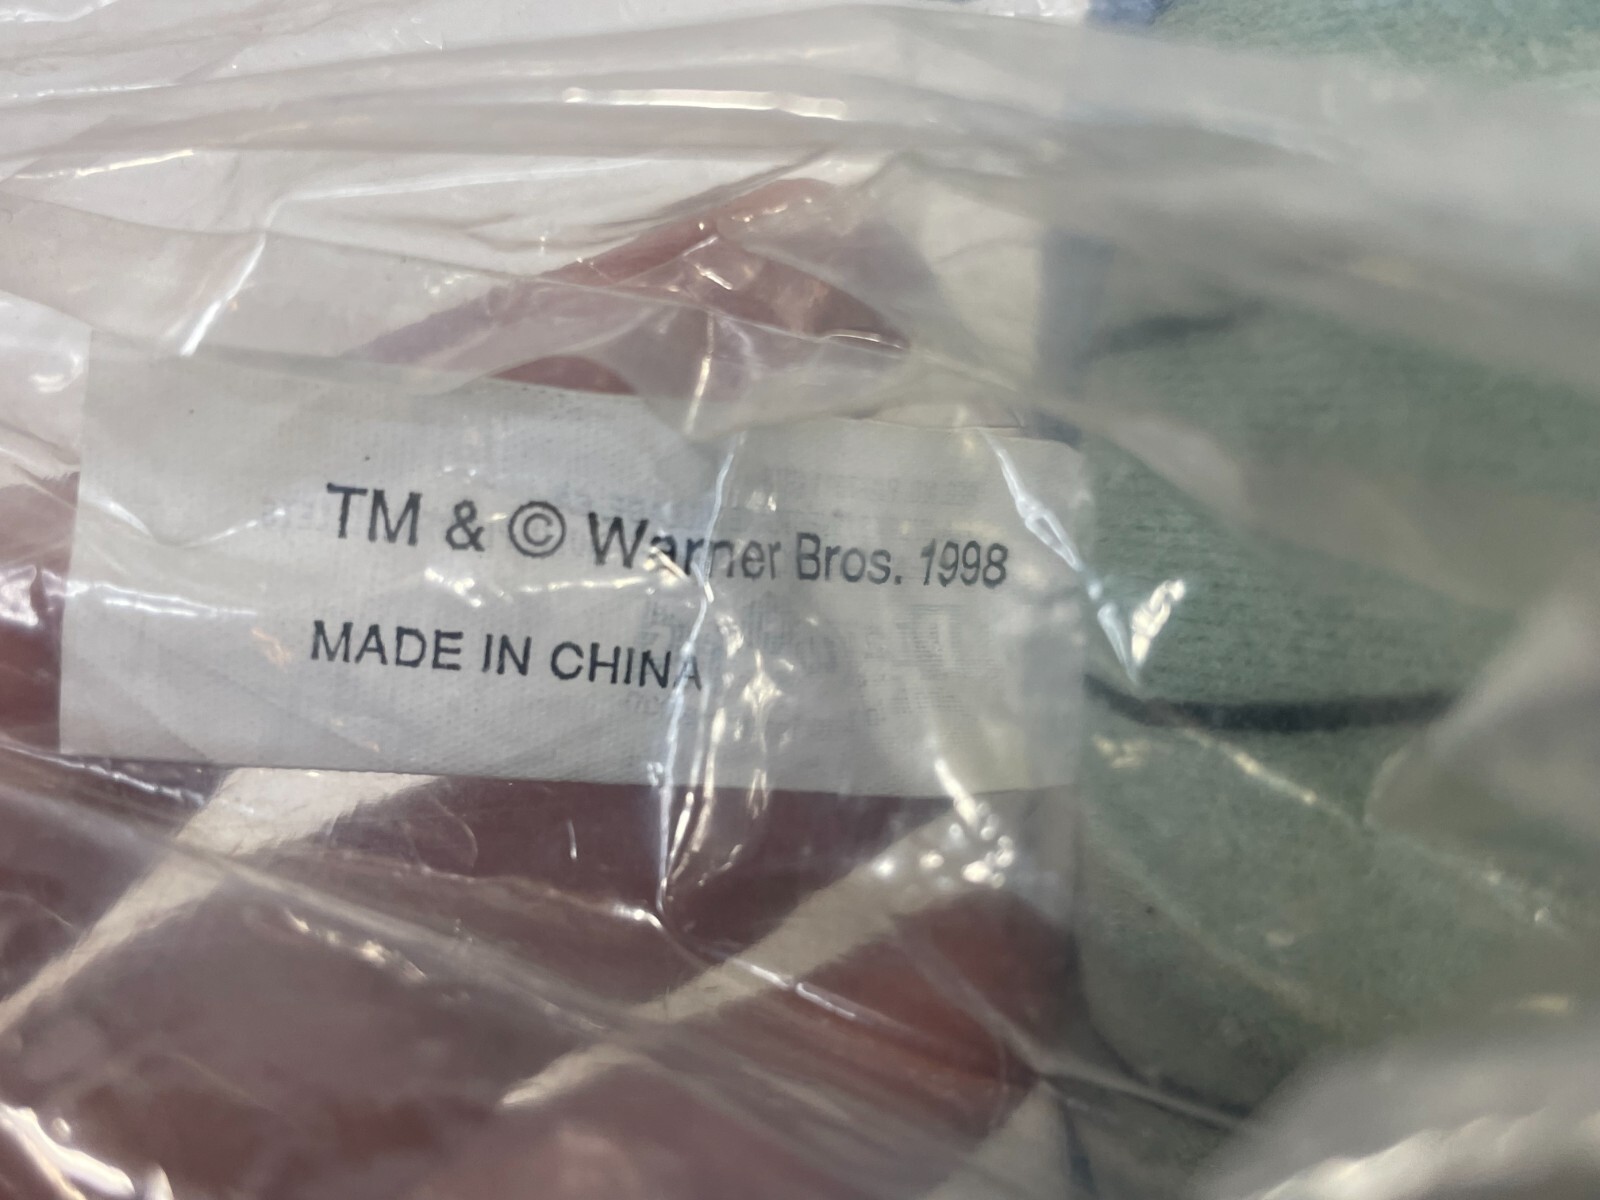 TM & © Warner Bros. 1998
MADE IN CHINA